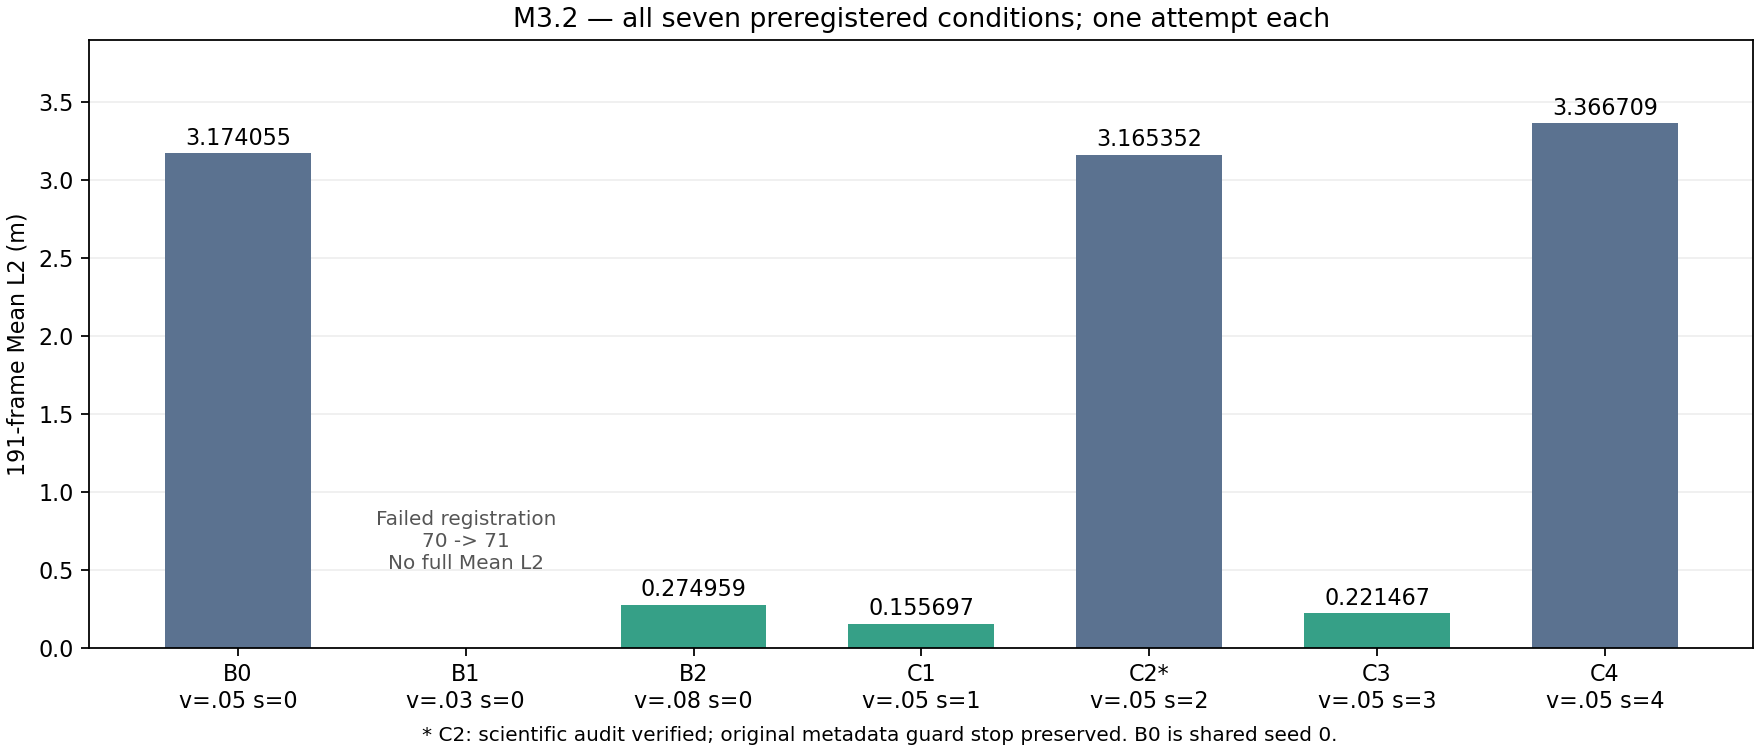 M3.2 — all seven preregistered conditions; one attempt each
191-frame Mean L2 (m)
3.5
3.0
2.5
2.0
1.5
1.0
0.5
0.0
3.174055
Failed registration
70 -> 71
No full Mean L2
0.274959
0.155697
3.165352
0.221467
3.366709
B0
v=.05 s=0
B1
v=.03 s=0
B2
v=.08 s=0
C1
v=.05 s=1
C2*
v=.05 s=2
C3
v=.05 s=3
C4
v=.05 s=4
* C2: scientific audit verified; original metadata guard stop preserved. B0 is shared seed 0.